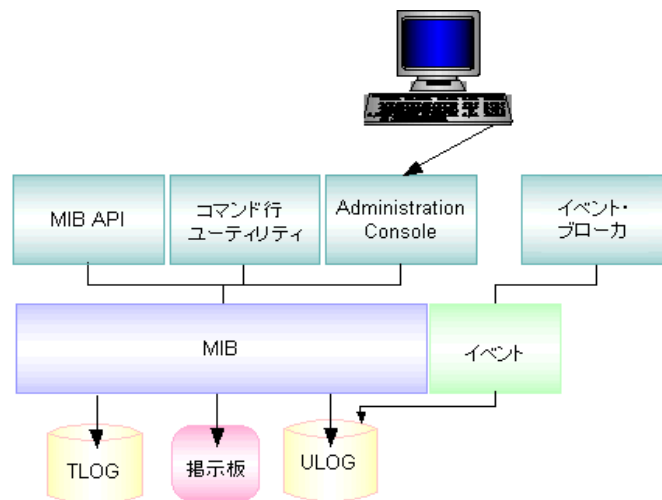 MIB API
コマンド行
ユーティリティ
Administration
Console
イベント・
ブローカ
MIB
イベント
TLOG
掲示板
ULOG